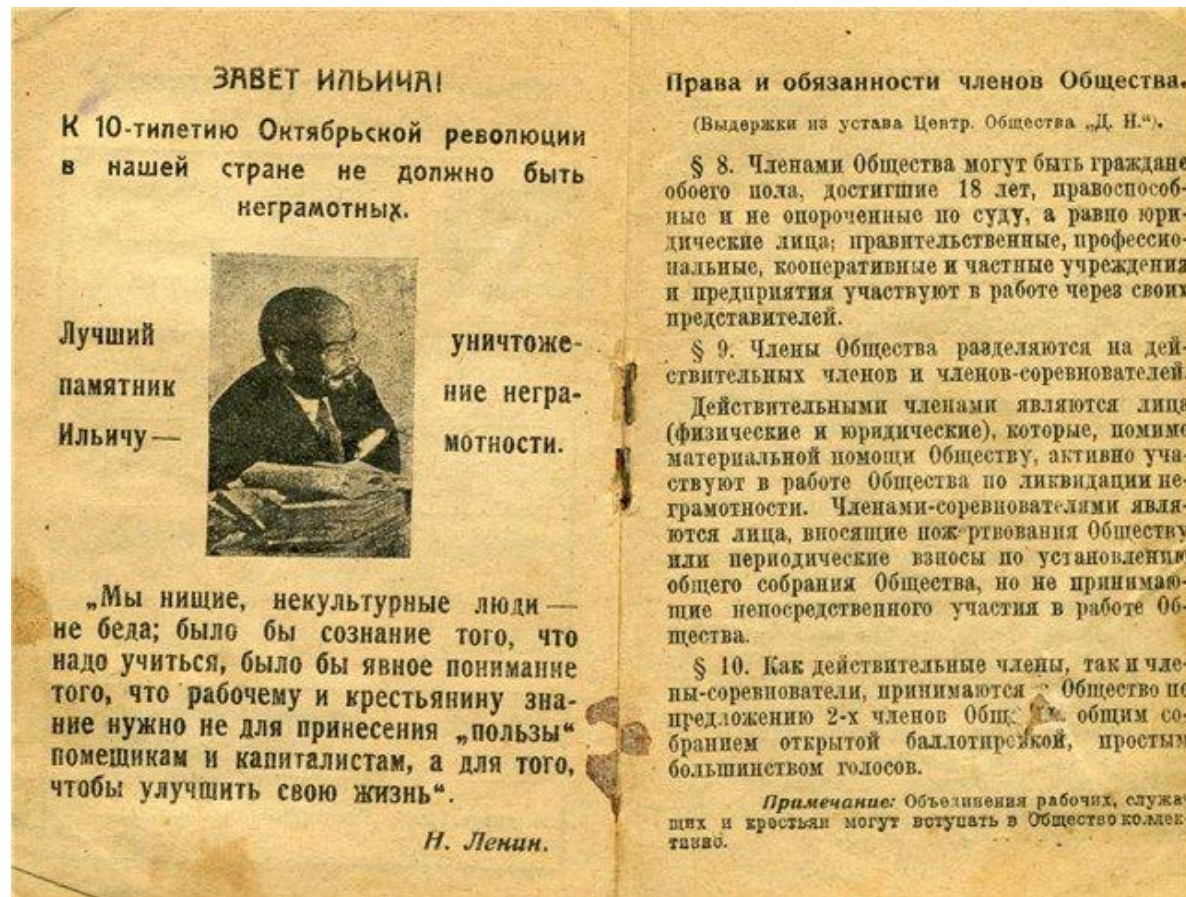 ЗАВЕТ ИЛЬИЧА!
К 10-тилетию Октябрьской революции
в нашей стране не должно быть
неграмотных.
Лучший
памятник
Ильичу —
уничтоже-
ние негра-
мотности.
„Мы нищие, некультурные люди —
не беда; было бы сознание того, что
надо учиться, было бы явное понимание
того, что рабочему и крестьянину зна-
ние нужно не для принесения „пользы“
помещикам и капиталистам, а для того,
чтобы улучшить свою жизнь“.
Н. Ленин.
Права и обязанности членов Общества.
(Выдержки из устава Центр. Общества „Д. Н.“).
§ 8. Членами Общества могут быть граждане
обоего пола, достигшие 18 лет, правоспособ-
ные и не опороченные по суду, а равно юри-
дические лица; правительственные, профессио-
нальные, кооперативные и частные учреждения
и предприятия участвуют в работе через своих
представителей.
§ 9. Члены Общества разделяются на дей-
ствительных членов и членов-соревнователей.
Действительными членами являются лица
(физические и юридические), которые, помимо
материальной помощи Обществу, активно уча-
ствуют в работе Общества по ликвидации не-
грамотности. Членами-соревнователями явля-
ются лица, вносящие пожертвования Обществу
или периодические взносы по установлению
общего собрания Общества, но не принимаю-
щие непосредственного участия в работе Об-
щества.
§ 10. Как действительные члены, так и чле-
ны-соревнователи, принимаются Общество по
предложению 2-х членов общим со-
бранием открытой баллотировкой, простым
большинством голосов.
Примечание: Объединения рабочих, служа-
щих и крестьян могут вступать в Общество коллек-
тивно.